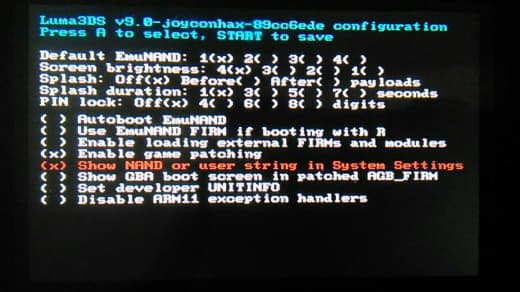 Luma3DS v9.0-joyconhax-89cc6ede configuration
Press A to select, START to save
Default EmuNAND: 1(x) 2( ) 3( ) 4( )
Screen brightness: 4(x) 3( ) 2( ) 1( )
Splash: Off(x) Before( ) After( ) payloads
Splash duration: 1(x) 3( ) 5( ) 7( ) seconds
PIN lock: Off(x) 4( ) 6( ) 8( ) digits
( ) Autoboot EmuNAND
( ) Use EmuNAND FIRM if booting with R
( ) Enable loading external FIRMs and modules
(x) Enable game patching
(x) Show NAND or user string in System Settings
( ) Show GBA boot screen in patched AGB_FIRM
( ) Set developer UNITINFO
( ) Disable ARM11 exception handlers